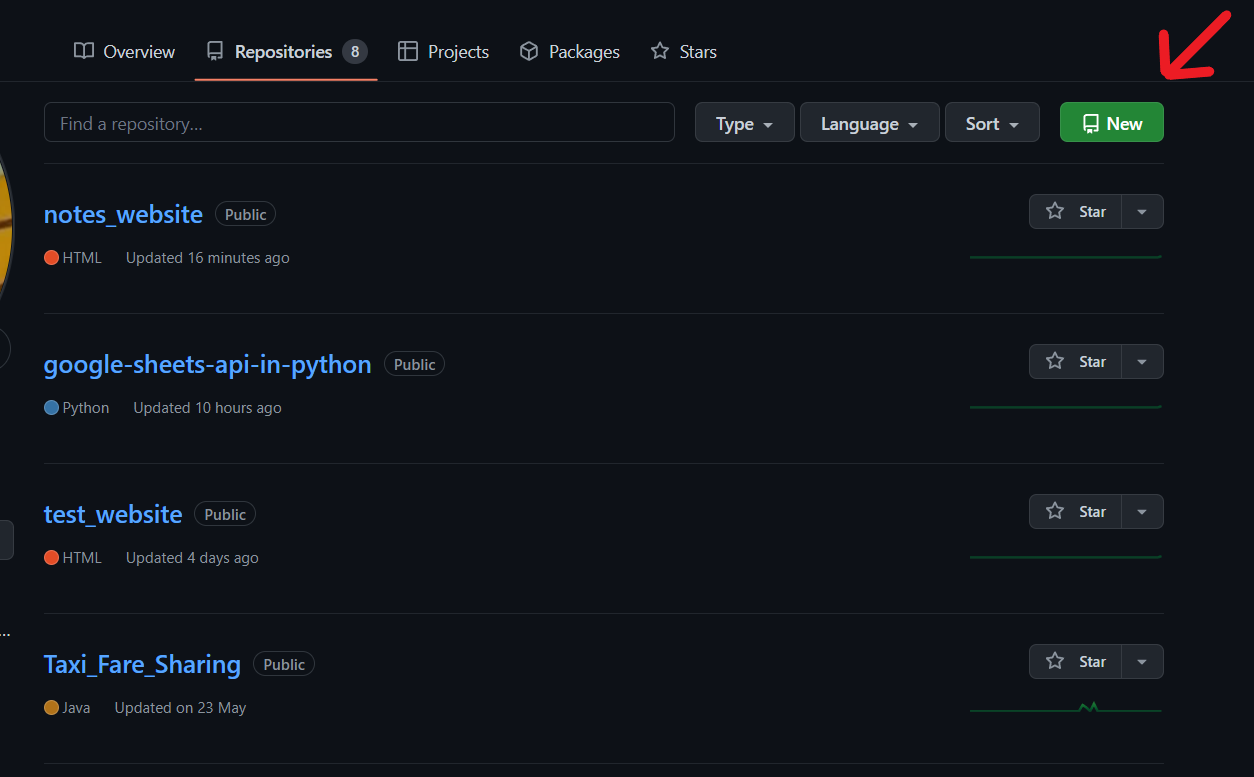 Overview Repositories 8 Projects Packages Stars
Find a repository... Type Language Sort New
notes_website Public Star
HTML Updated 16 minutes ago
google-sheets-api-in-python Public Star
Python Updated 10 hours ago
test_website Public Star
HTML Updated 4 days ago
... Taxi_Fare_Sharing Public Star
Java Updated on 23 May